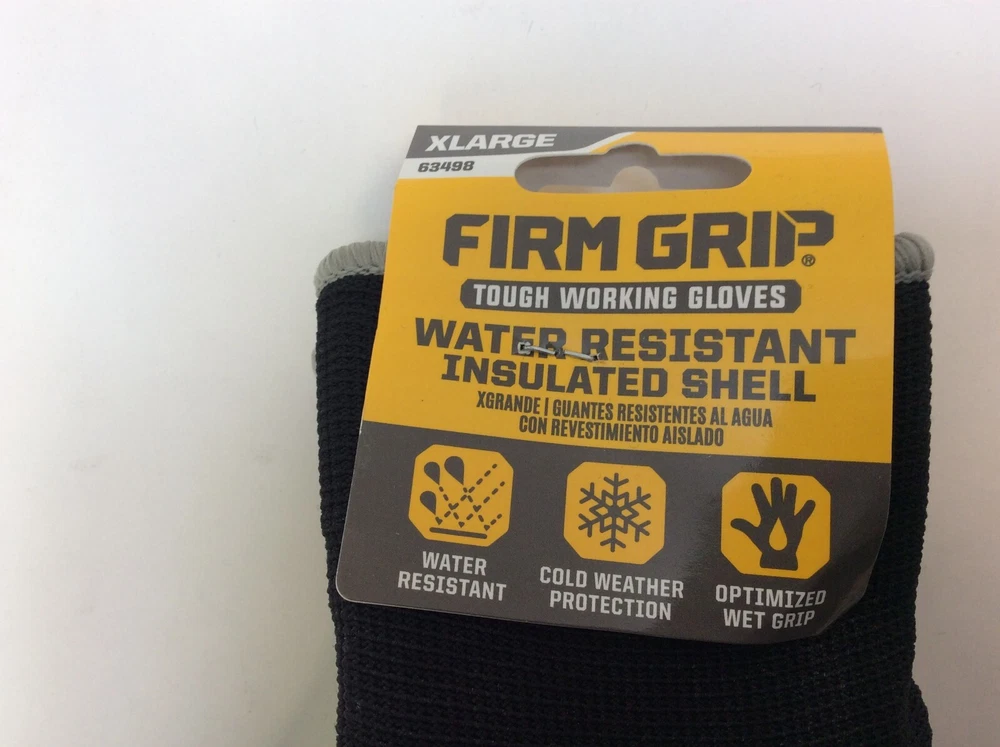 XLARGE
63498
FIRM GRIP®
TOUGH WORKING GLOVES
WATER RESISTANT
INSULATED SHELL
XGRANDE | GUANTES RESISTENTES AL AGUA
CON REVESTIMIENTO AISLADO
WATER
RESISTANT
COLD WEATHER
PROTECTION
OPTIMIZED
WET GRIP